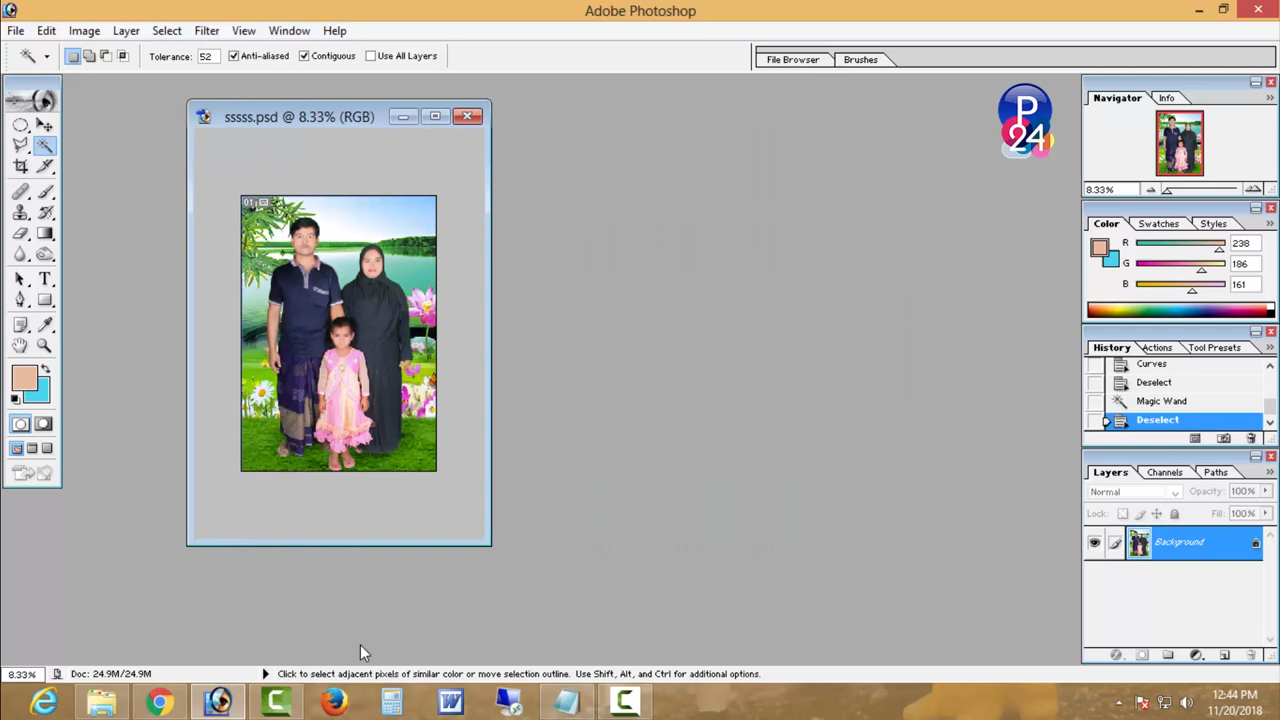 Adobe Photoshop
File Edit Image Layer Select Filter View Window Help
Tolerance: 52 Anti-aliased Contiguous Use All Layers
File Browser Brushes
P
24
sssss.psd @ 8.33% (RGB)
01
Navigator Info
8.33%
Color Swatches Styles
R 238
G 186
B 161
History Actions Tool Presets
Curves
Deselect
Magic Wand
Deselect
Layers Channels Paths
Normal Opacity: 100%
Lock: Fill: 100%
Background
8.33% Doc: 24.9M/24.9M Click to select adjacent pixels of similar color or move selection outline. Use Shift, Alt, and Ctrl for additional options.
12:44 PM
11/20/2018